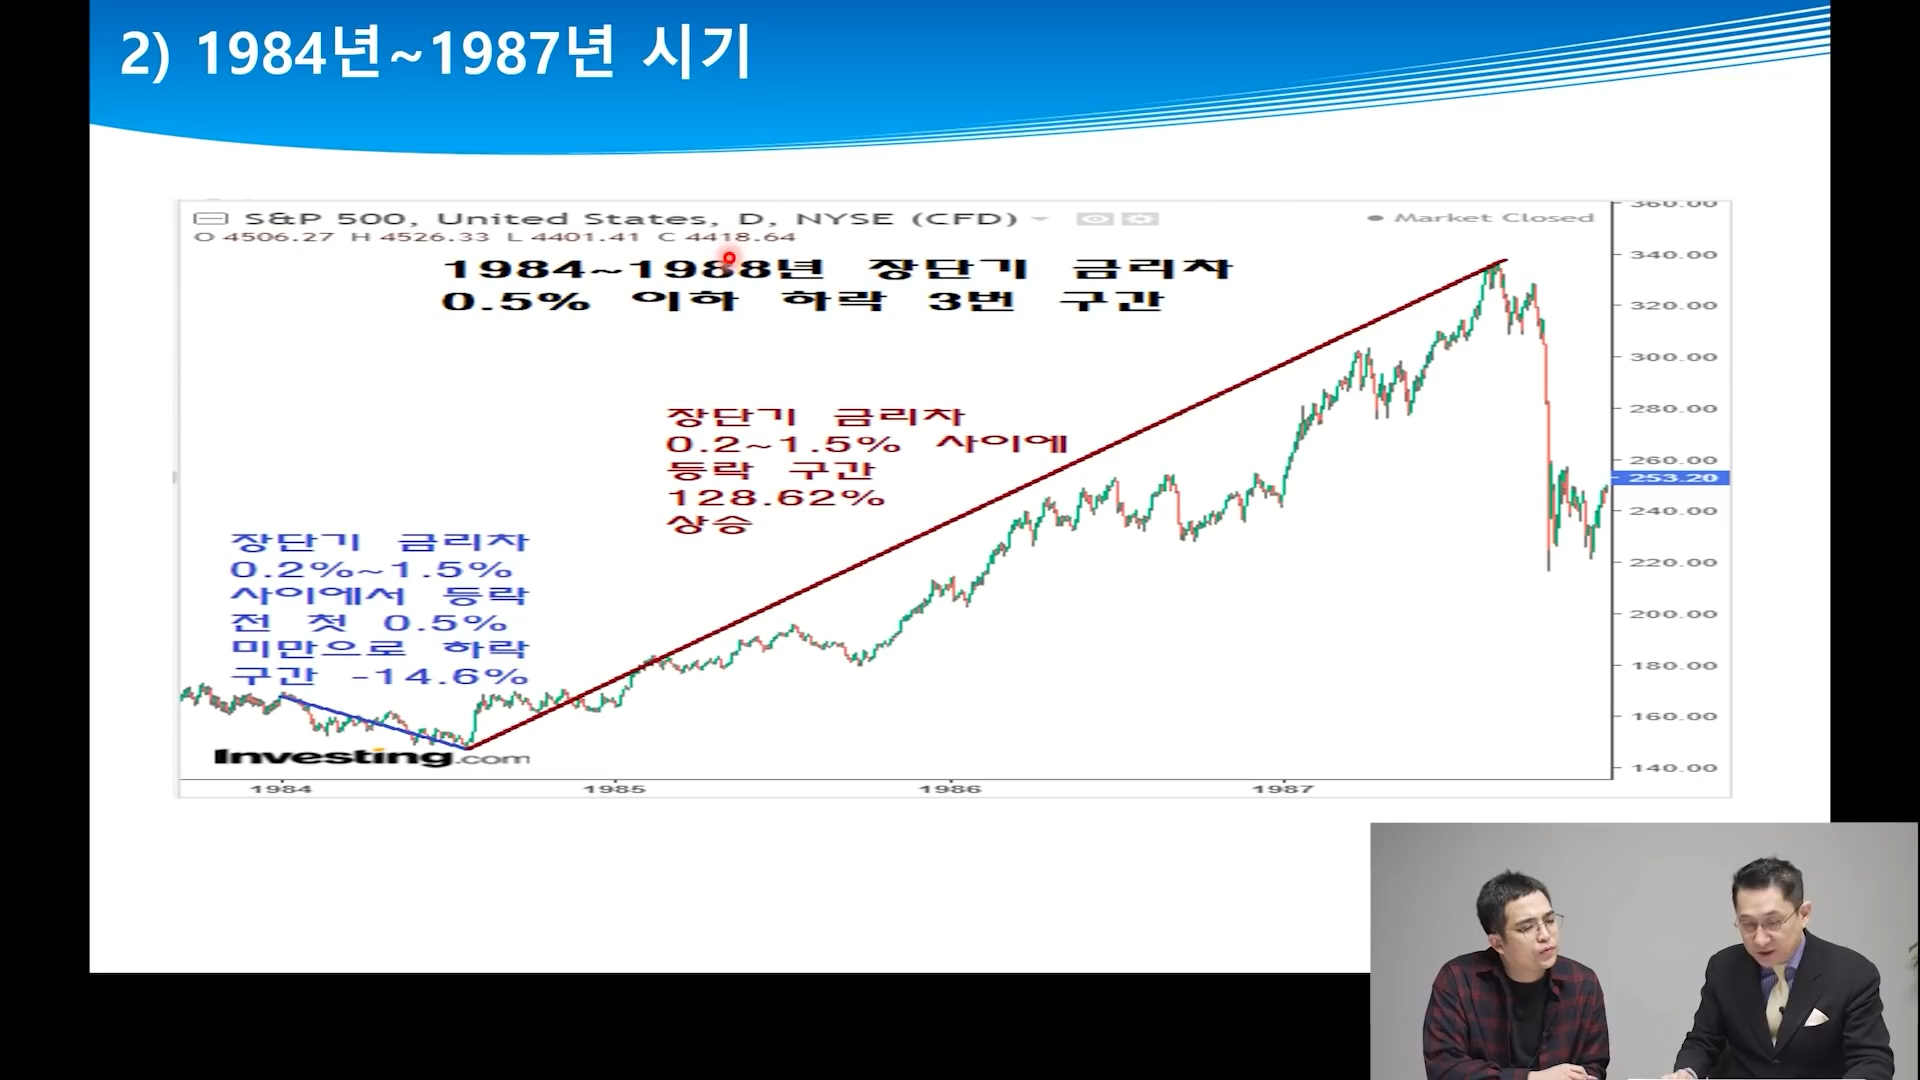 2) 1984년~1987년 시기
S&P 500, United States, D, NYSE (CFD)
Market Closed
O 4506.27 H 4526.33 L 4401.41 C 4418.64
1984~1988년 장단기 금리차
0.5% 이하 하락 3번 구간
장단기 금리차
0.2~1.5% 사이에
등락 구간
128.62%
상승
장단기 금리차
0.2%~1.5%
사이에서 등락
전 첫 0.5%
미만으로 하락
구간 -14.6%
Investing.com
360.00
340.00
320.00
300.00
280.00
260.00
253.20
240.00
220.00
200.00
180.00
160.00
140.00
1984
1985
1986
1987